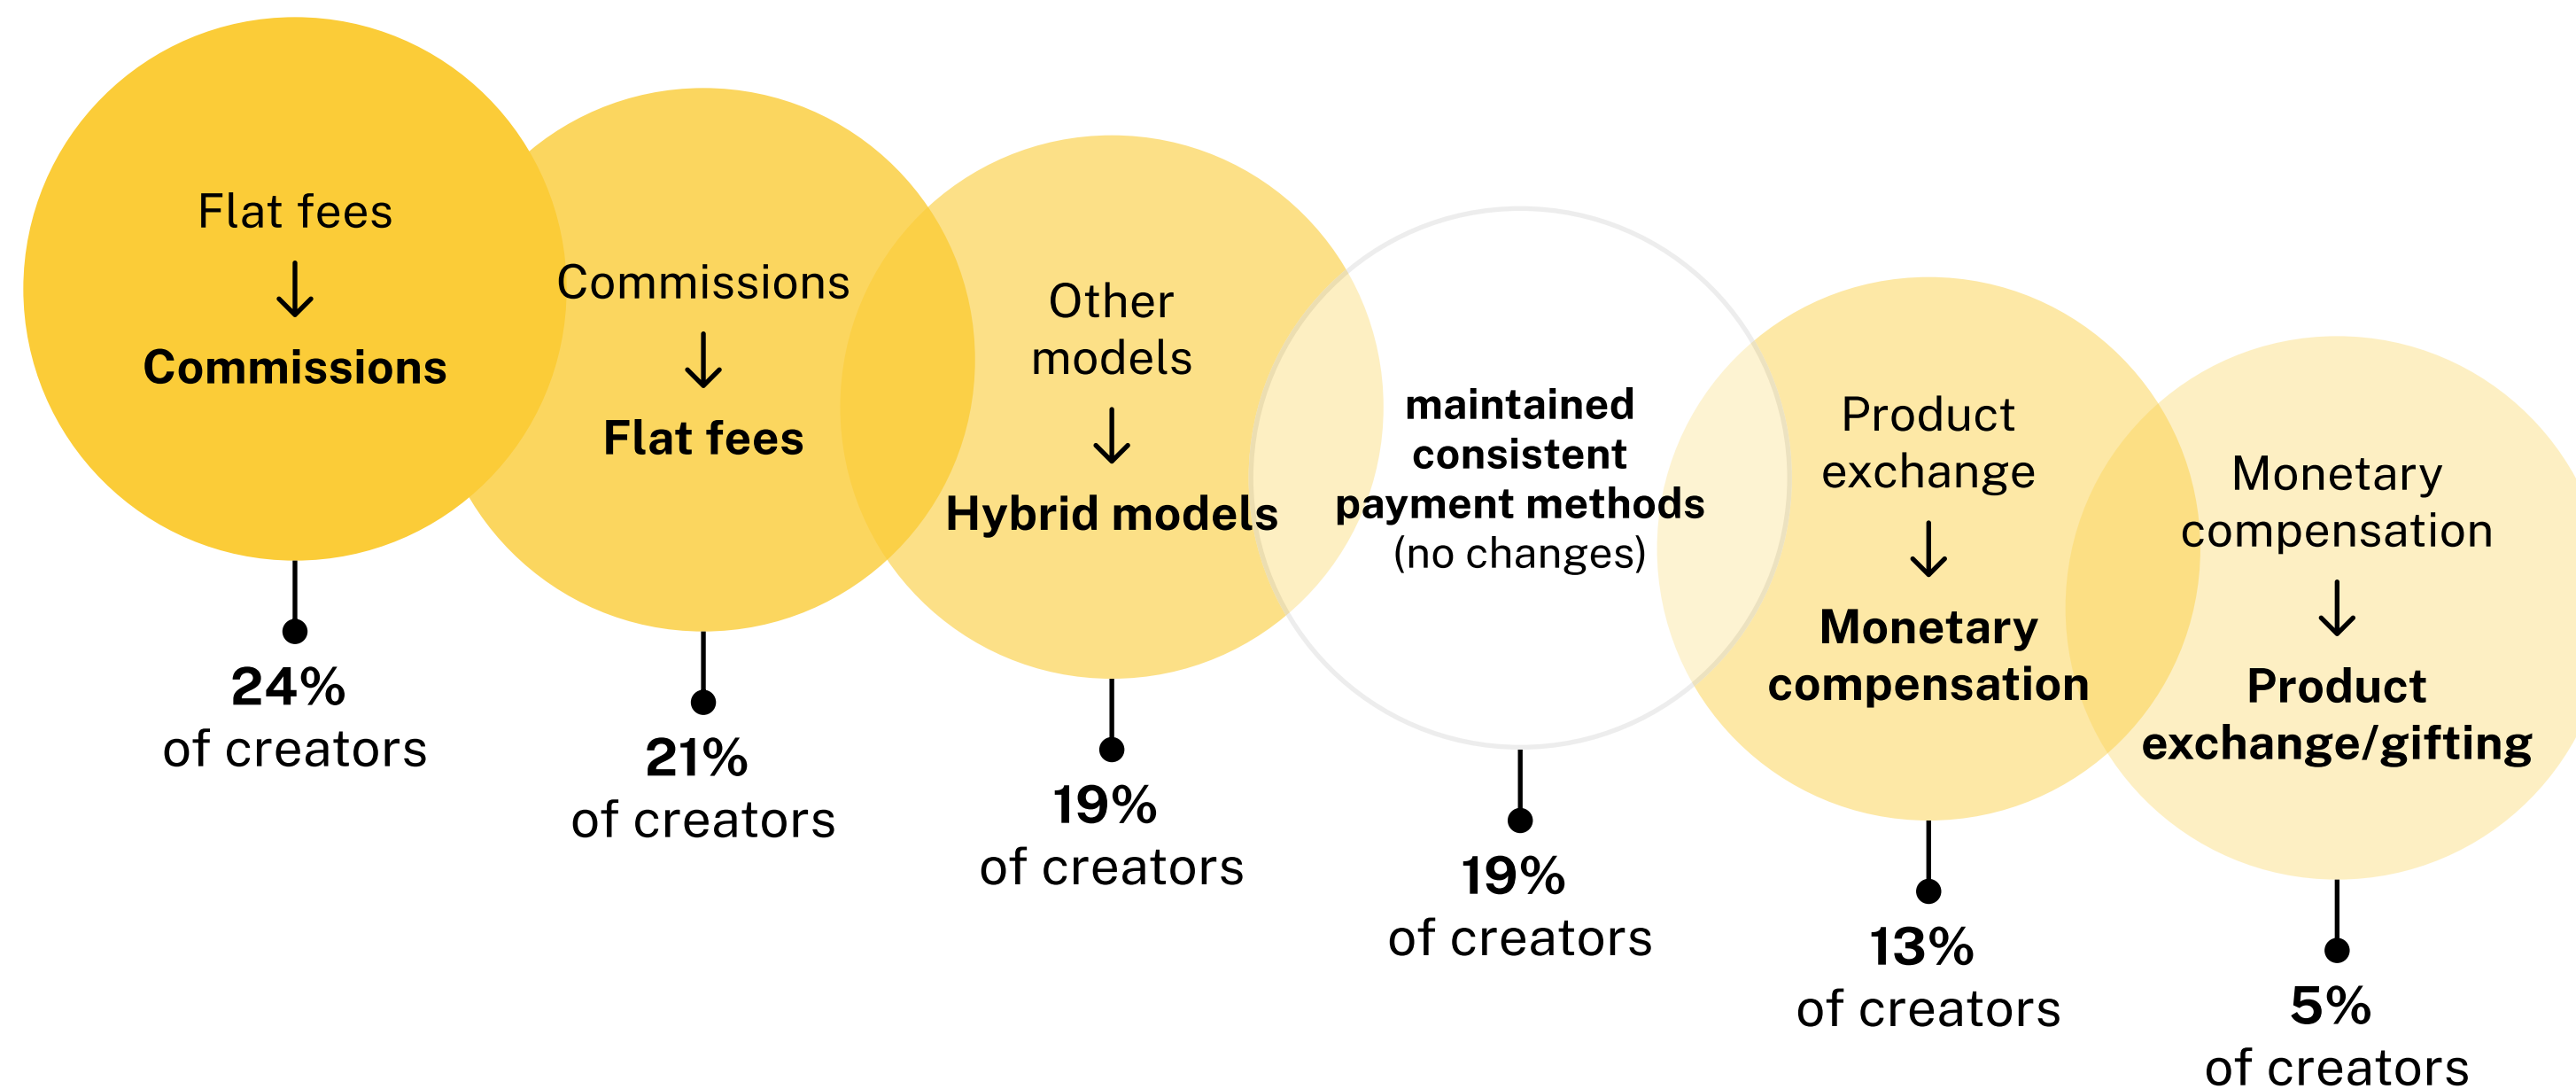 Flat fees
↓
Commissions
24%
of creators
Commissions
↓
Flat fees
21%
of creators
Other
models
↓
Hybrid models
19%
of creators
maintained
consistent
payment methods
(no changes)
19%
of creators
Product
exchange
↓
Monetary
compensation
13%
of creators
Monetary
compensation
↓
Product
exchange/gifting
5%
of creators